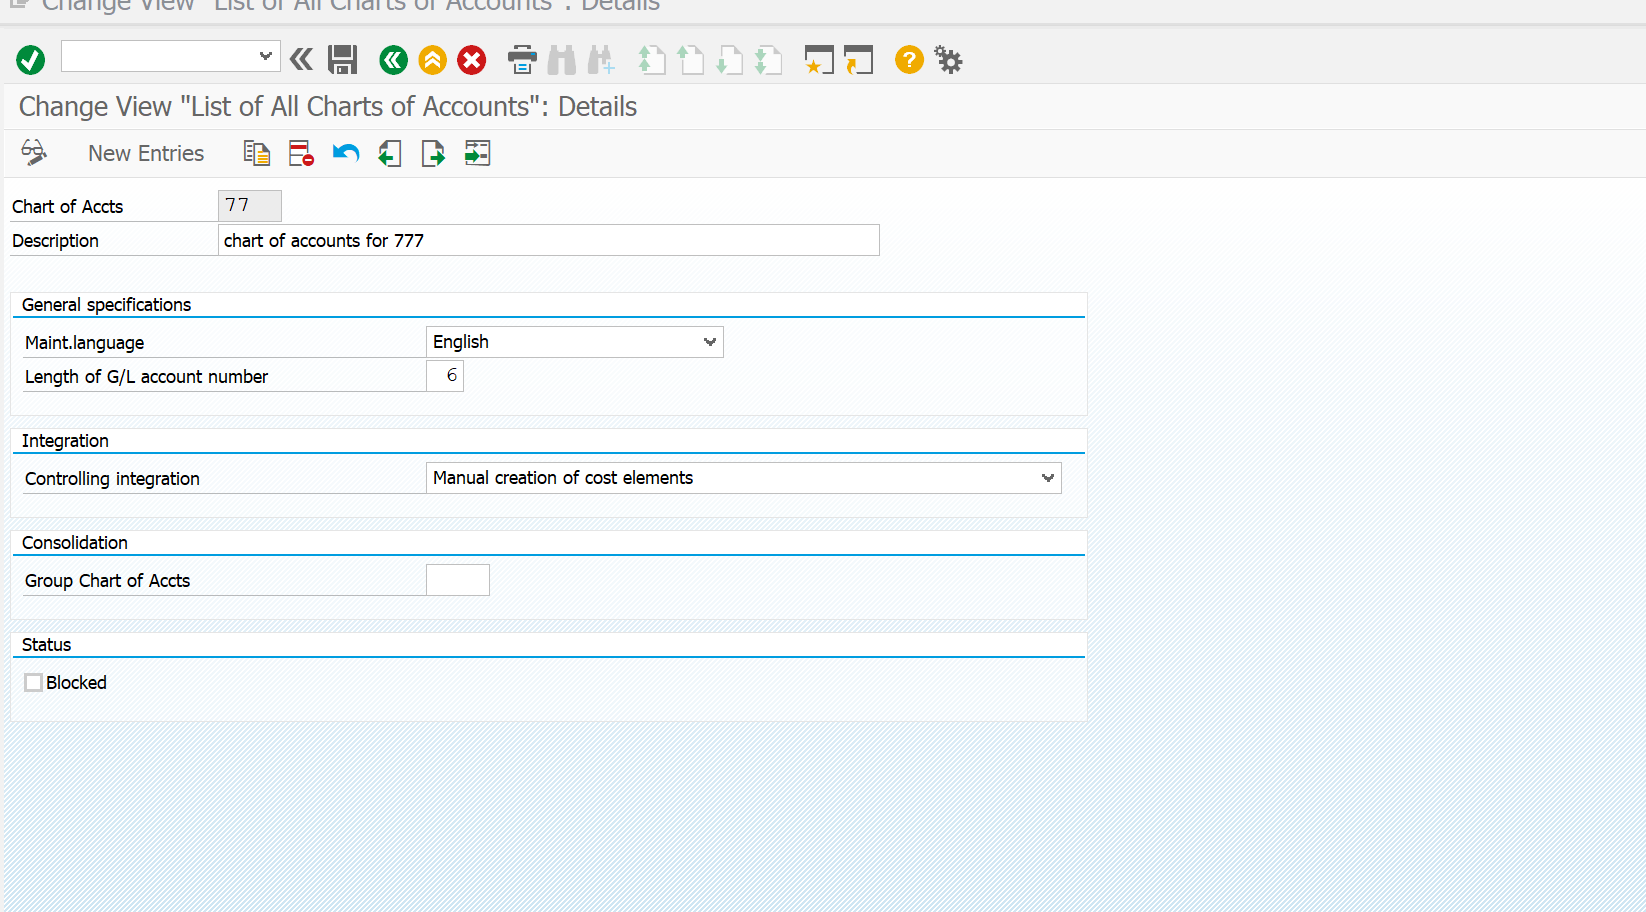 Change View "List of All Charts of Accounts": Details
Change View "List of All Charts of Accounts": Details
New Entries
Chart of Accts 77
Description chart of accounts for 777
General specifications
Maint.language English
Length of G/L account number 6
Integration
Controlling integration Manual creation of cost elements
Consolidation
Group Chart of Accts
Status
Blocked